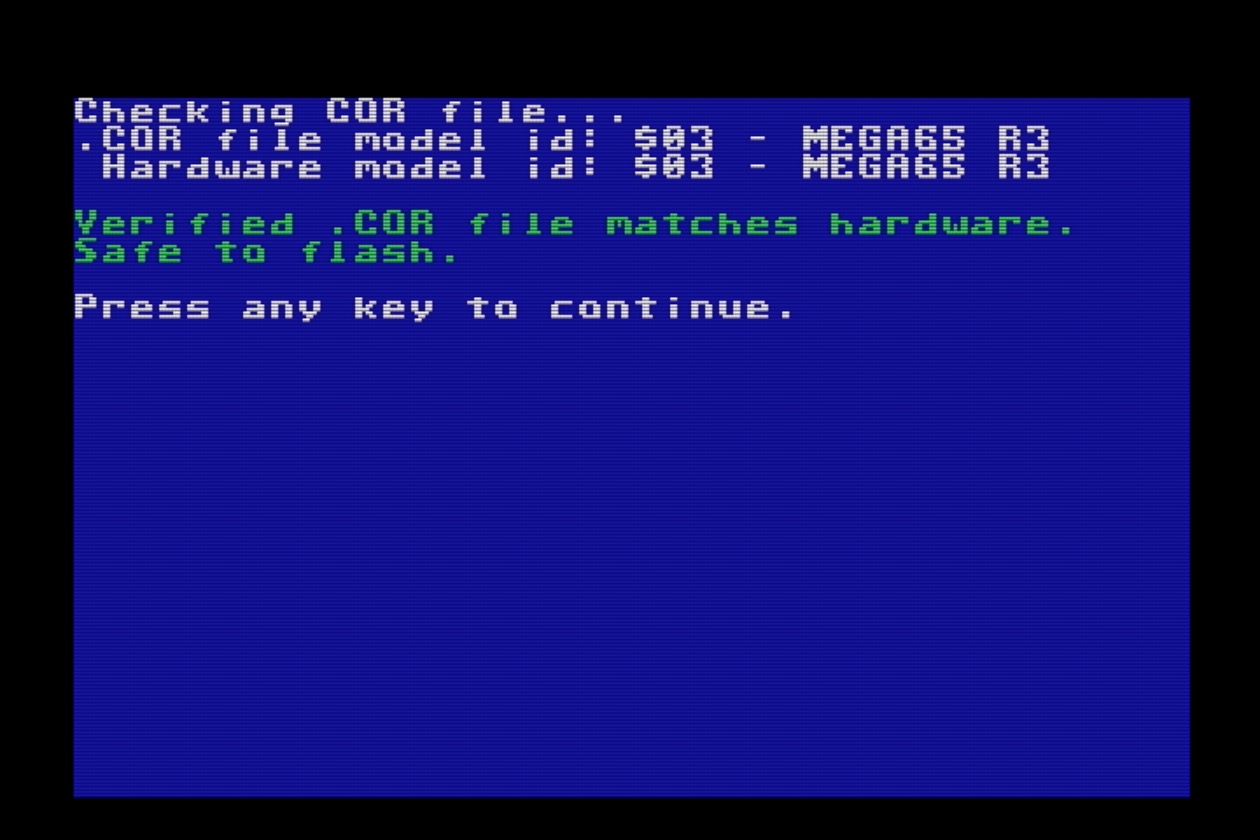 Checking COR file...
.COR file model id: $03 - MEGA65 R3
Hardware model id: $03 - MEGA65 R3
Verified .COR file matches hardware.
Safe to flash.
Press any key to continue.